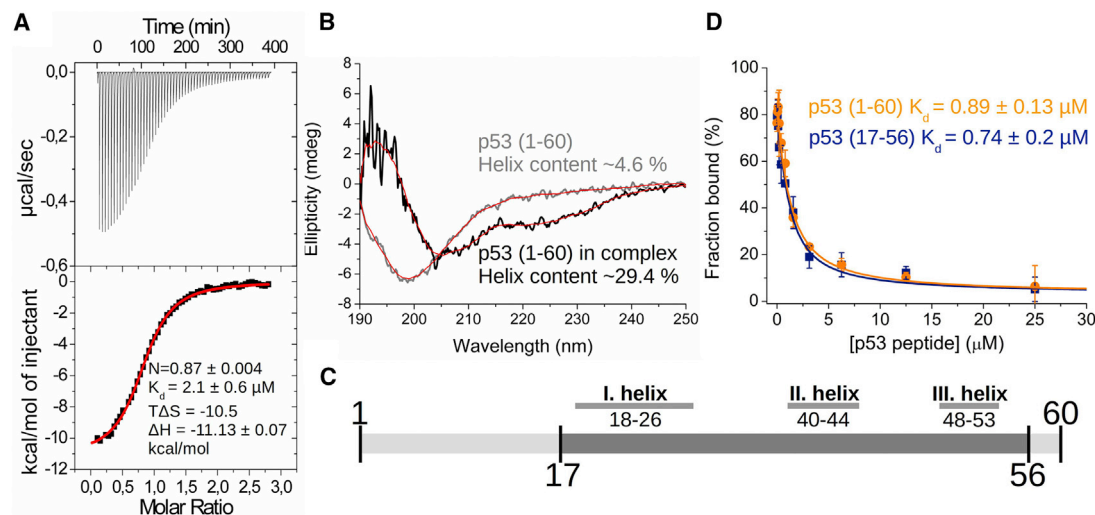 A
Time (min)
0 100 200 300 400
0,0
-0,2
-0,4
-0,6
µcal/sec
0
-2
-4
-6
-8
-10
-12
kcal/mol of injectant
N=0.87 ± 0.004
Kd = 2.1 ± 0.6 µM
TΔS = -10.5
ΔH = -11.13 ± 0.07
kcal/mol
0,0 0,5 1,0 1,5 2,0 2,5 3,0
Molar Ratio
B
8
6
4
2
0
-2
-4
-6
8
Ellipticity (mdeg)
p53 (1-60)
Helix content ~4.6 %
p53 (1-60) in complex
Helix content ~29.4 %
190 200 210 220 230 240 250
Wavelength (nm)
D
100
80
60
40
20
0
Fraction bound (%)
p53 (1-60) Kd = 0.89 ± 0.13 µM
p53 (17-56) Kd = 0.74 ± 0.2 µM
0 5 10 15 20 25 30
[p53 peptide] (µM)
C
I. helix II. helix III. helix
1 18-26 40-44 48-53 60
17 56